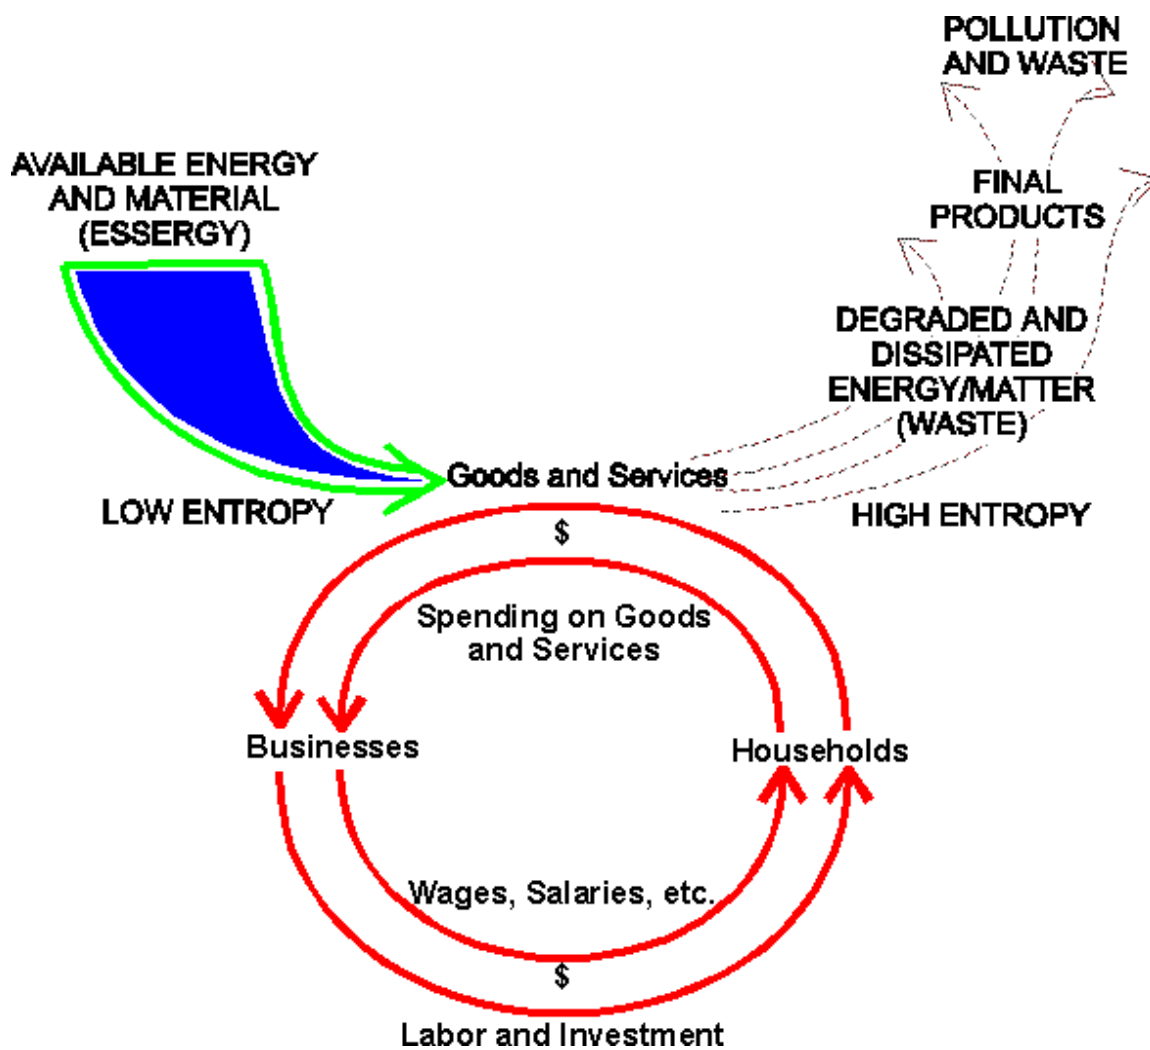 POLLUTION
AND WASTE
AVAILABLE ENERGY
AND MATERIAL
(ESSERGY)
FINAL
PRODUCTS
DEGRADED AND
DISSIPATED
ENERGY/MATTER
(WASTE)
Goods and Services
LOW ENTROPY
HIGH ENTROPY
$
Spending on Goods
and Services
Businesses
Households
Wages, Salaries, etc.
$
Labor and Investment